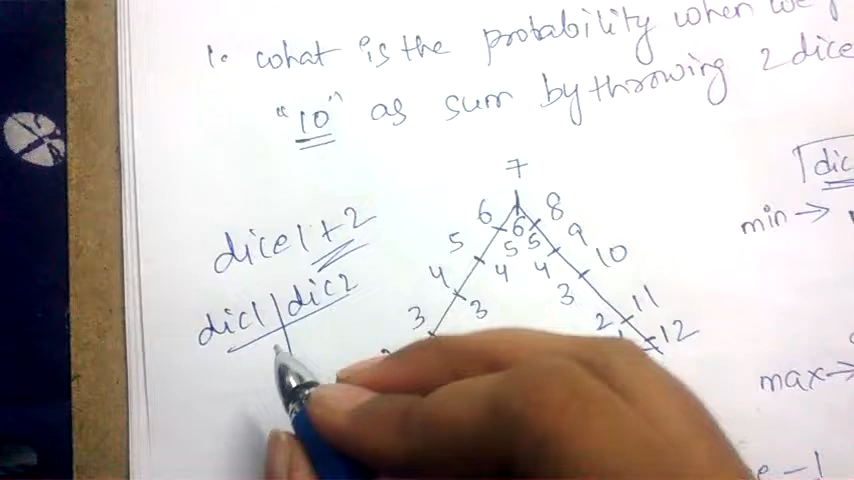 1. what is the probability when we
"10" as sum by throwing 2 dice
7
6 6 8
5 5 5 9
4 4 4 10
3 3 3 11
2 12
dice 1 + 2
dic1 | dic2
dic
min →
max →
e - 1